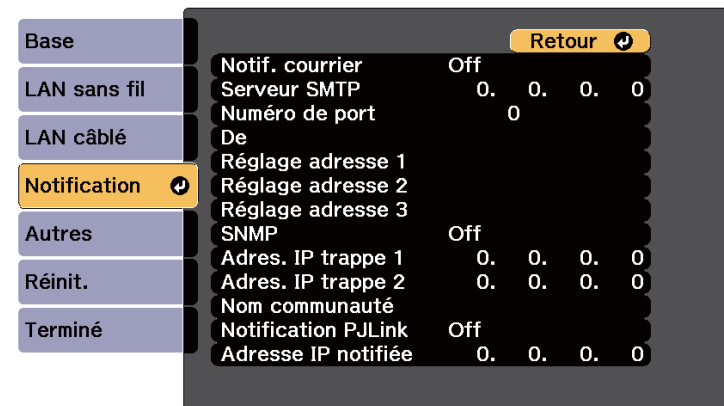 Base
LAN sans fil
LAN câblé
Notification
Autres
Réinit.
Terminé
Retour
Notif. courrier Off
Serveur SMTP 0. 0. 0. 0
Numéro de port 0
De
Réglage adresse 1
Réglage adresse 2
Réglage adresse 3
SNMP Off
Adres. IP trappe 1 0. 0. 0. 0
Adres. IP trappe 2 0. 0. 0. 0
Nom communauté
Notification PJLink Off
Adresse IP notifiée 0. 0. 0. 0